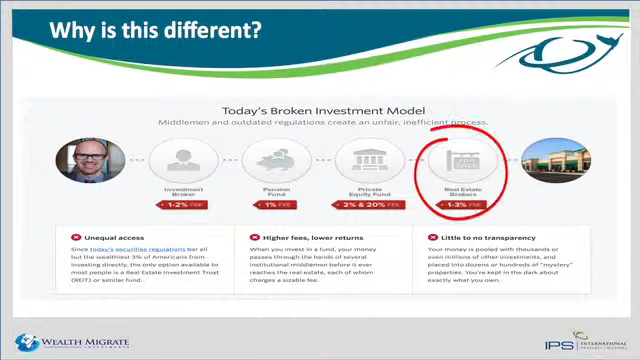 Why is this different?
Today's Broken Investment Model
Middlemen and outdated regulations create an unfair, inefficient process.
Investment Broker
1-2% FEE
Pension Fund
1% FEE
Private Equity Fund
2% & 20% FEE
FOR SALE
Real Estate Brokers
1-3% FEE
Unequal access
Since today's securities regulations bar all
but the wealthiest 3% of Americans from
investing directly, the only option available to
most people is a Real Estate Investment Trust
(REIT) or similar fund.
Higher fees, lower returns
When you invest in a fund, your money
passes through the hands of several
institutional middlemen before it ever
reaches the real estate, each of whom
charges a sizable fee.
Little to no transparency
Your money is pooled with thousands or
even millions of other investments, and
placed into dozens or hundreds of "mystery"
properties. You're kept in the dark about
exactly what you own.
WEALTH MIGRATE
INVESTMENTS
IPS
INTERNATIONAL